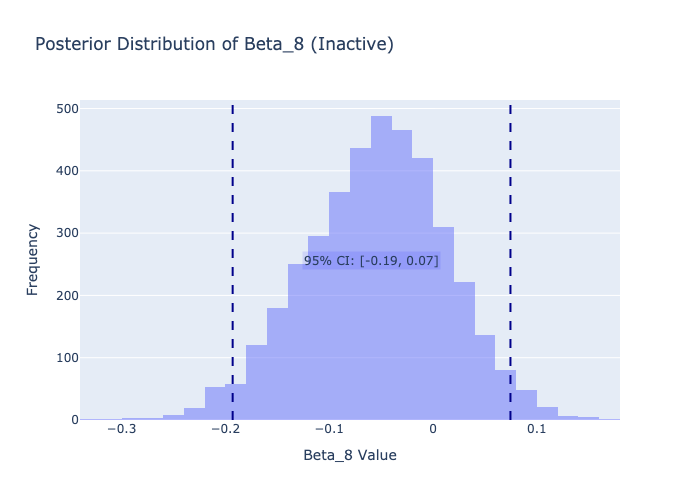 Posterior Distribution of Beta_8 (Inactive)
500
400
300
200
100
0
Frequency
95% CI: [-0.19, 0.07]
−0.3
−0.2
−0.1
0
0.1
Beta_8 Value